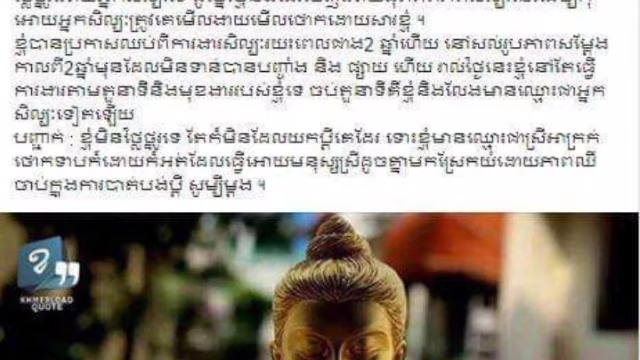 អោយអ្នកសិល្បៈត្រូវគេមើលងាយមើលថោកដោយសារខ្ញុំ ។
ខ្ញុំបានប្រកាសឈប់ពីការងារសិល្បៈរយះពេលជាង2 ឆ្នាំហើយ នៅសល់រូបភាពសម្តែង
កាលពី2ឆ្នាំមុនដែលមិនទាន់បានបញ្ចាំង និង ផ្សាយ ហើយ រាល់ថ្ងៃនេះខ្ញុំនៅតែធ្វើ
ការងារតាមតួនាទីនិងមុខងាររបស់ខ្ញុំទេ ចប់តួនាទីគឺខ្ញុំនិងលែងមានឈ្មោះជាអ្នក
សិល្បៈទៀតឡើយ
បញ្ជាក់ : ខ្ញុំមិនថ្លៃថ្លូរទេ តែក៏មិនដែលយកប្តីគេដែរ ទោះខ្ញុំមានឈ្មោះជាស្រីអាក្រក់
ថោកទាបក៏ដោយក៏អត់ដែលធ្វើអោយមនុស្សស្រីដូចគ្នាមកស្រែកយំដោយភាពឈឺ
ចាប់ក្នុងការបាត់បង់ប្តី សូម្បីម្តង ។
KHMERLOAD
QUOTE